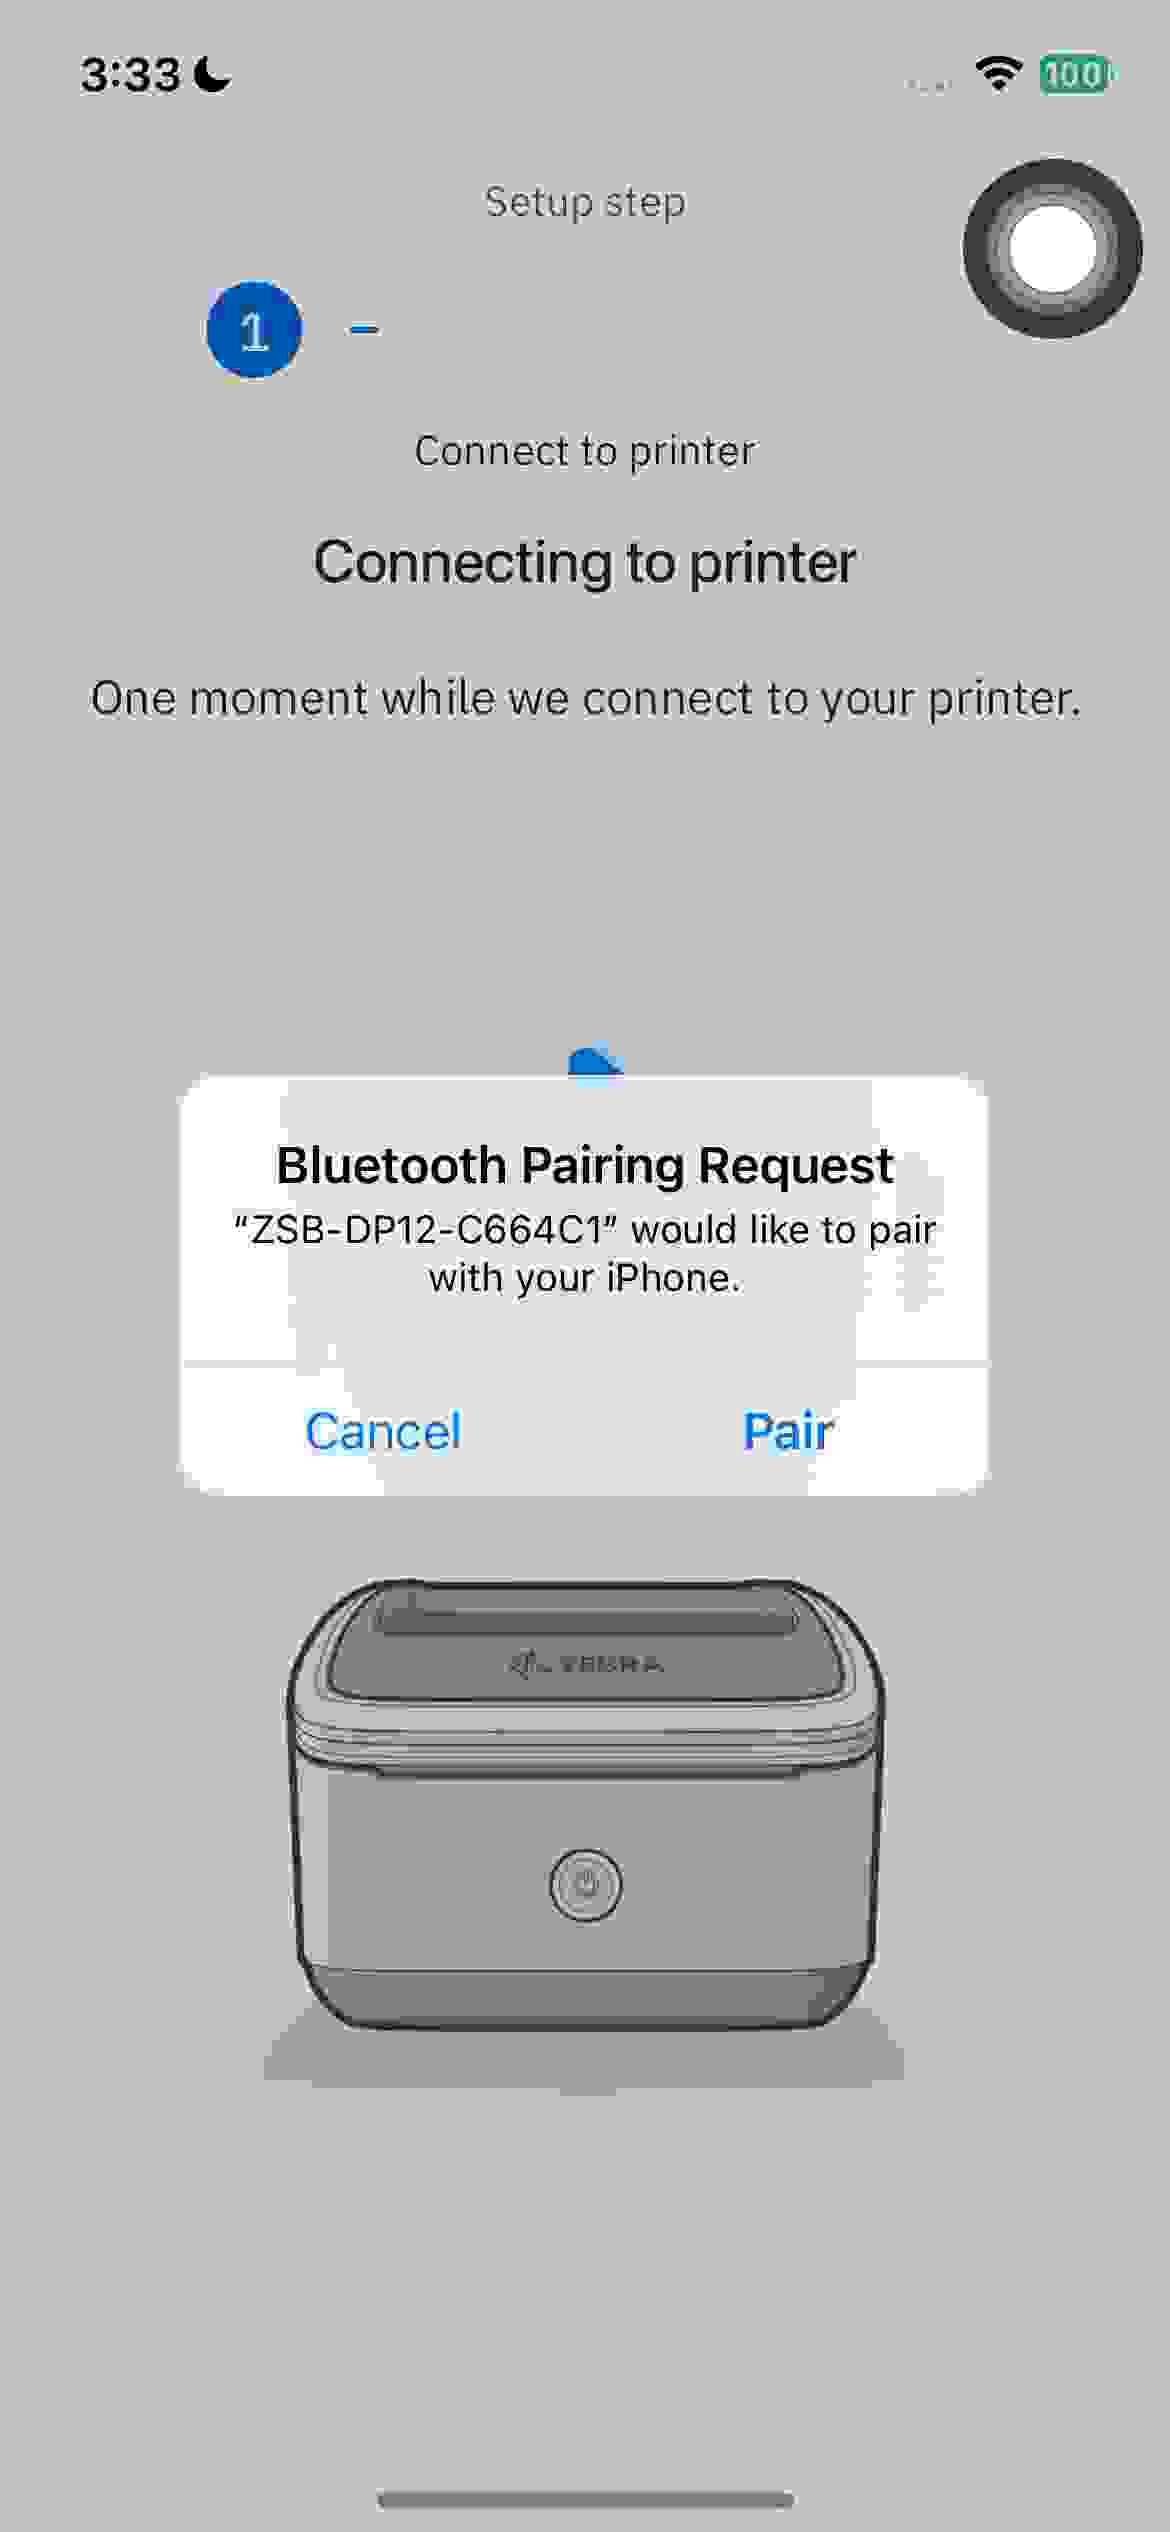 3:33
100
Setup step
1
Connect to printer
Connecting to printer
One moment while we connect to your printer.
Bluetooth Pairing Request
“ZSB-DP12-C664C1” would like to pair
with your iPhone.
Cancel
Pair
ZEBRA